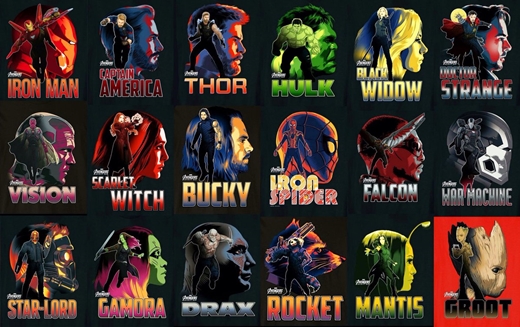 IRON MAN
CAPTAIN
AMERICA
THOR
HULK
BLACK
WIDOW
DOCTOR
STRANGE
VISION
SCARLET
WITCH
BUCKY
IRON
SPIDER
FALCON
WAR MACHINE
STAR-LORD
GAMORA
DRAX
ROCKET
MANTIS
GROOT